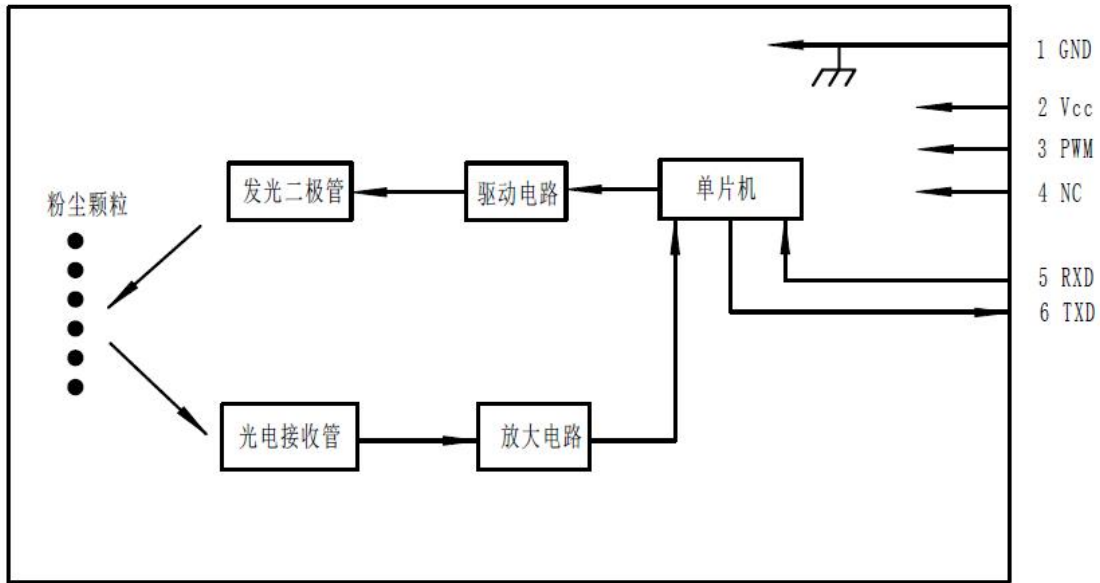 1 GND
2 Vcc
3 PWM
4 NC
发光二极管
驱动电路
单片机
粉尘颗粒
5 RXD
6 TXD
光电接收管
放大电路